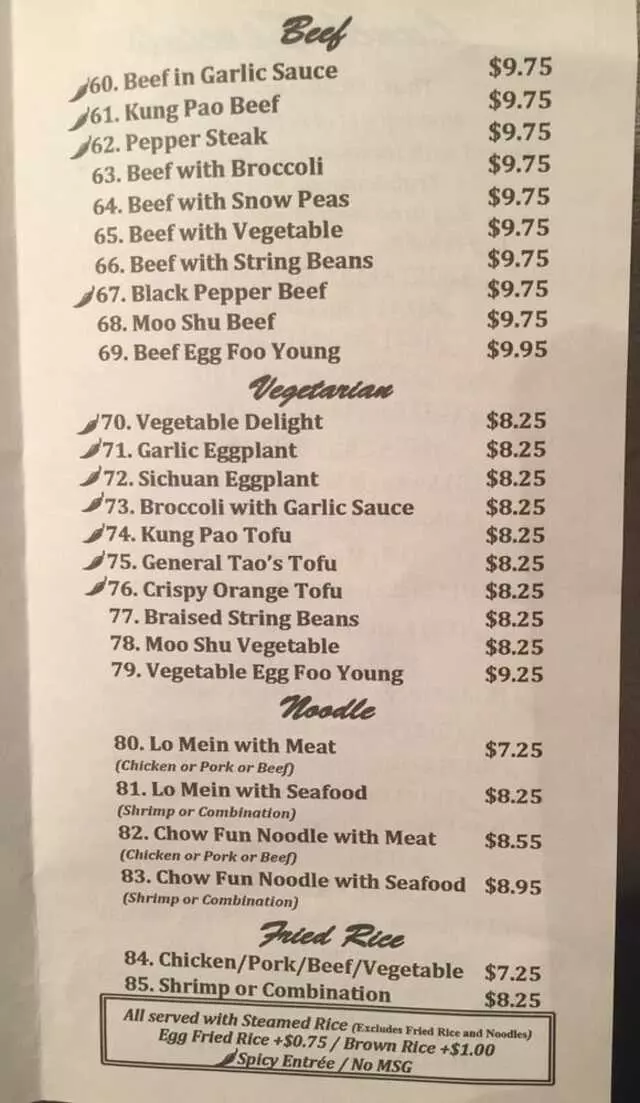 Beef
60. Beef in Garlic Sauce $9.75
61. Kung Pao Beef $9.75
62. Pepper Steak $9.75
63. Beef with Broccoli $9.75
64. Beef with Snow Peas $9.75
65. Beef with Vegetable $9.75
66. Beef with String Beans $9.75
67. Black Pepper Beef $9.75
68. Moo Shu Beef $9.75
69. Beef Egg Foo Young $9.95
Vegetarian
70. Vegetable Delight $8.25
71. Garlic Eggplant $8.25
72. Sichuan Eggplant $8.25
73. Broccoli with Garlic Sauce $8.25
74. Kung Pao Tofu $8.25
75. General Tao's Tofu $8.25
76. Crispy Orange Tofu $8.25
77. Braised String Beans $8.25
78. Moo Shu Vegetable $8.25
79. Vegetable Egg Foo Young $9.25
Noodle
80. Lo Mein with Meat $7.25
(Chicken or Pork or Beef)
81. Lo Mein with Seafood $8.25
(Shrimp or Combination)
82. Chow Fun Noodle with Meat $8.55
(Chicken or Pork or Beef)
83. Chow Fun Noodle with Seafood $8.95
(Shrimp or Combination)
Fried Rice
84. Chicken/Pork/Beef/Vegetable $7.25
85. Shrimp or Combination $8.25
All served with Steamed Rice (Excludes Fried Rice and Noodles)
Egg Fried Rice +$0.75 / Brown Rice +$1.00
Spicy Entrée / No MSG